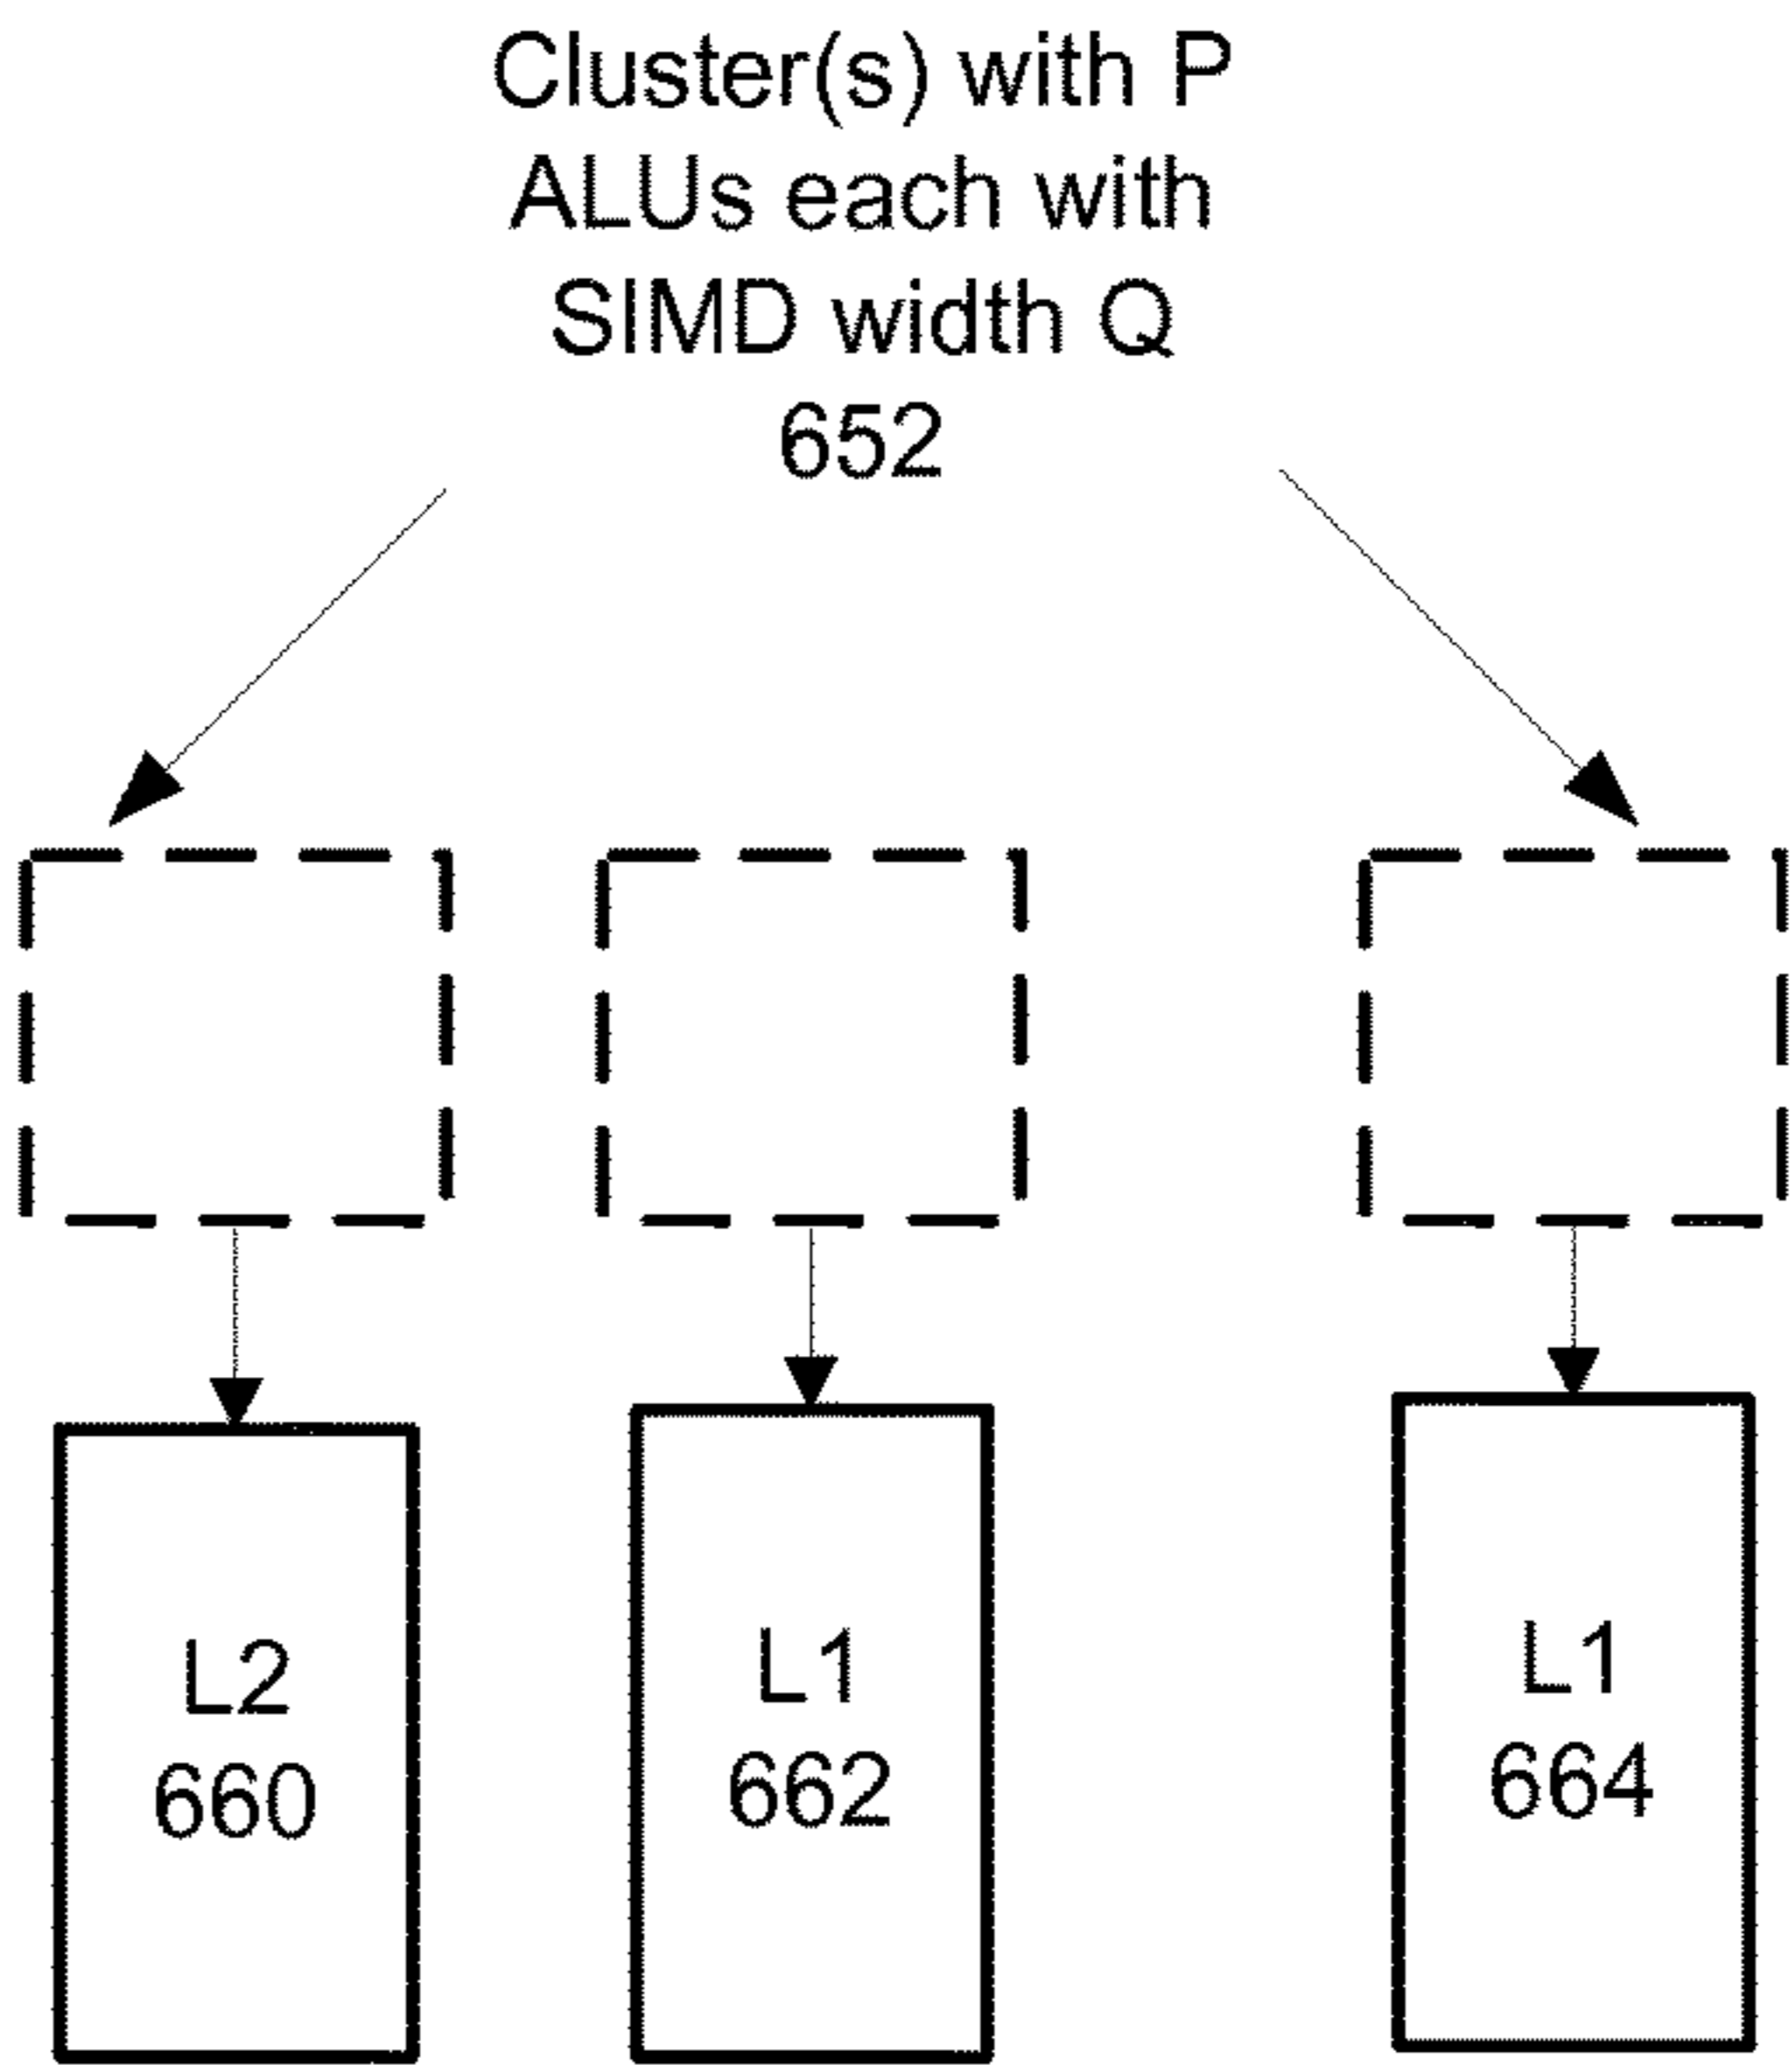 Cluster(s) with P
ALUs each with
SIMD width Q
652
L2
660
L1
662
L1
664